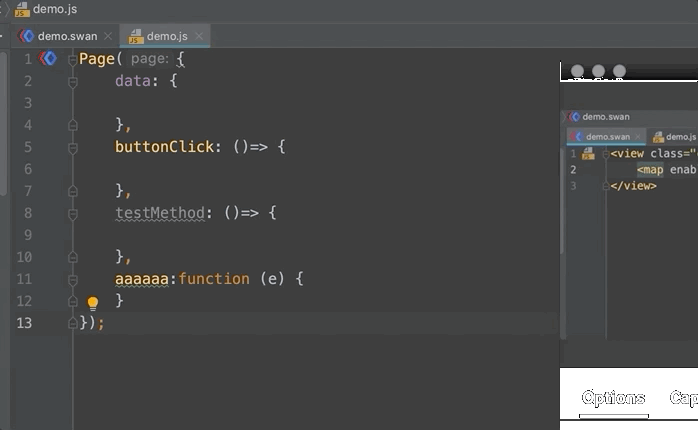 demo.js
demo.swan
demo.js
1 Page( page: {
2 data: {
3
4 },
5 buttonClick: ()=> {
6
7 },
8 testMethod: ()=> {
9
10 },
11 aaaaaa:function (e) {
12 }
13 });
demo.swan
demo.swan
demo.js
1 <view class="
2 <map enab
3 </view>
Options
Cap